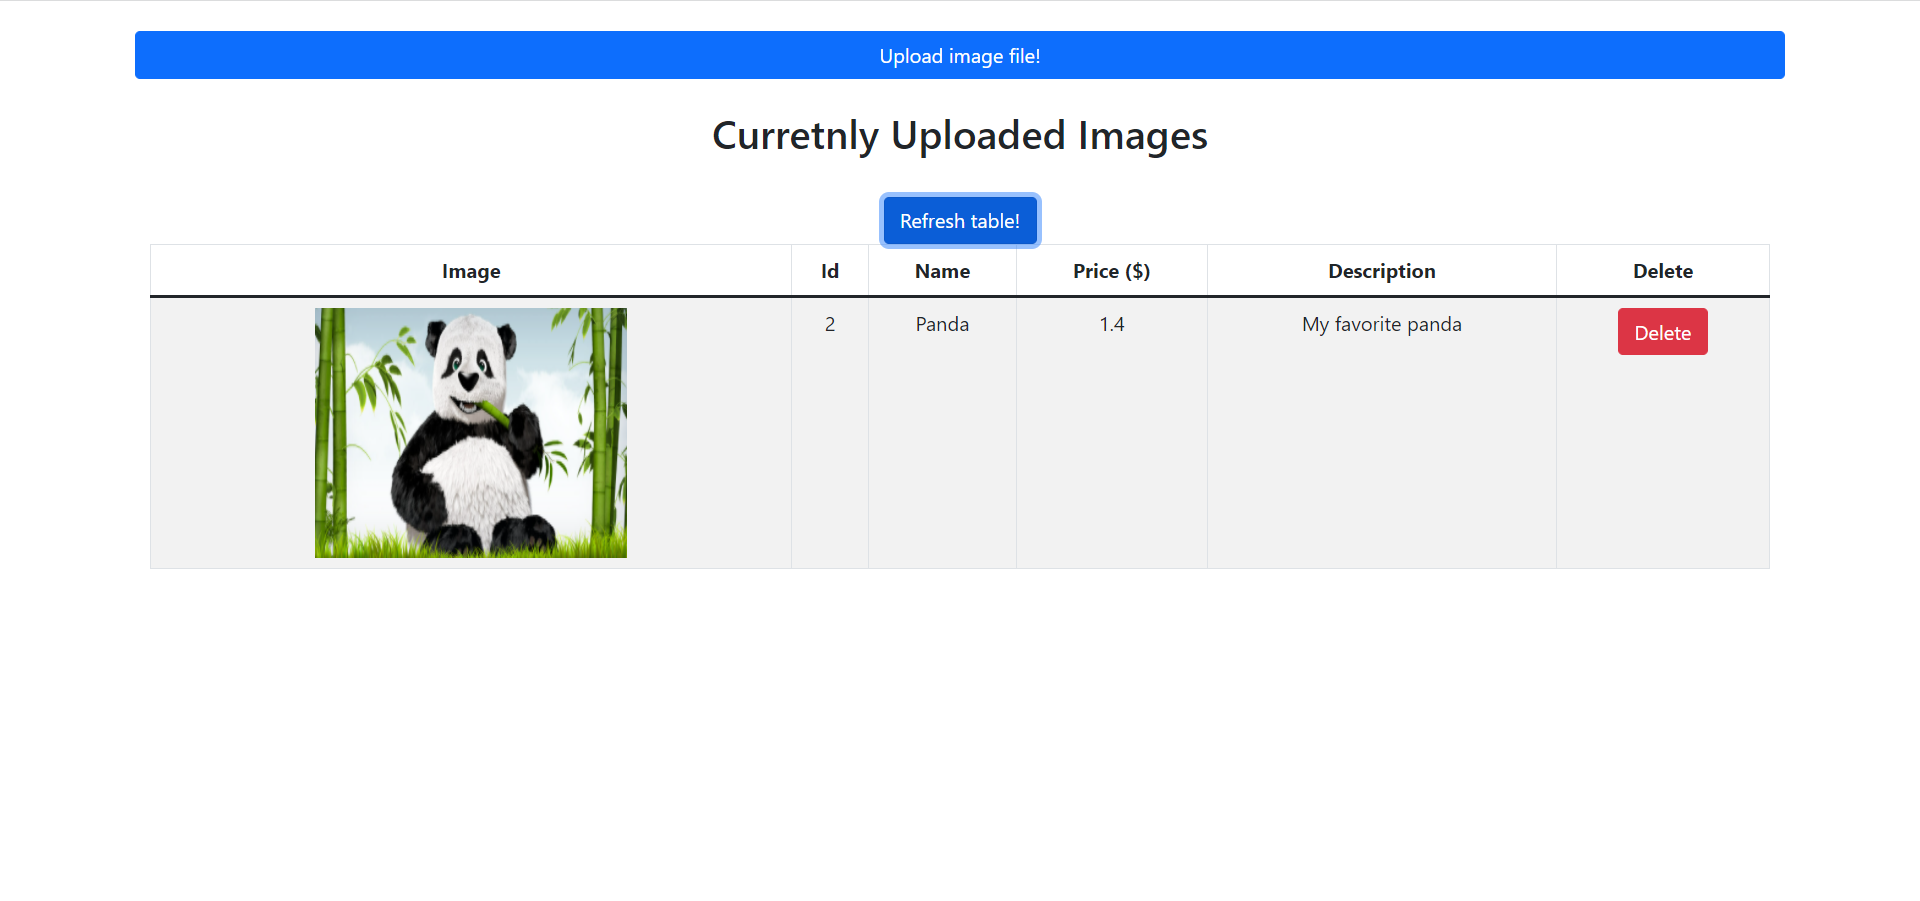 Upload image file!
Curretnly Uploaded Images
Refresh table!
Image Id Name Price ($) Description Delete
2 Panda 1.4 My favorite panda Delete